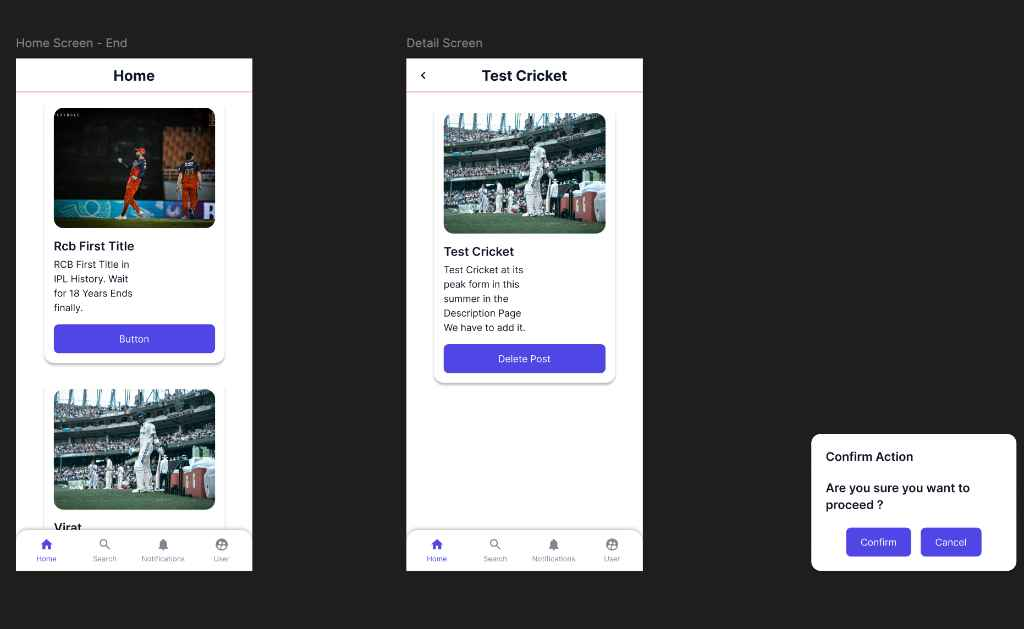 Home Screen - End
Home
Rcb First Title
RCB First Title in
IPL History. Wait
for 18 Years Ends
finally.
Button
Virat
Home
Search
Notifications
User
Detail Screen
Test Cricket
Test Cricket
Test Cricket at its
peak form in this
summer in the
Description Page
We have to add it.
Delete Post
Home
Search
Notifications
User
Confirm Action
Are you sure you want to
proceed ?
Confirm
Cancel